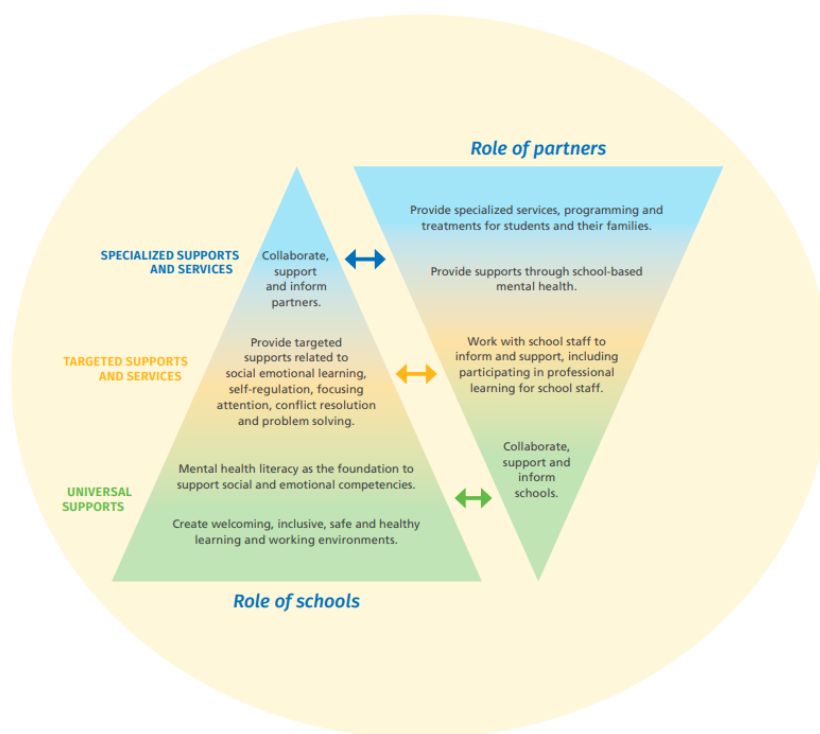 Role of partners
Provide specialized services, programming and
treatments for students and their families.
SPECIALIZED SUPPORTS
AND SERVICES
Collaborate,
support
and inform
partners.
Provide supports through school-based
mental health.
TARGETED SUPPORTS
AND SERVICES
Provide targeted
supports related to
social emotional learning,
self-regulation, focusing
attention, conflict resolution
and problem solving.
Work with school staff to
inform and support, including
participating in professional
learning for school staff.
UNIVERSAL
SUPPORTS
Mental health literacy as the foundation to
support social and emotional competencies.
Create welcoming, inclusive, safe and healthy
learning and working environments.
Collaborate,
support and
inform
schools.
Role of schools